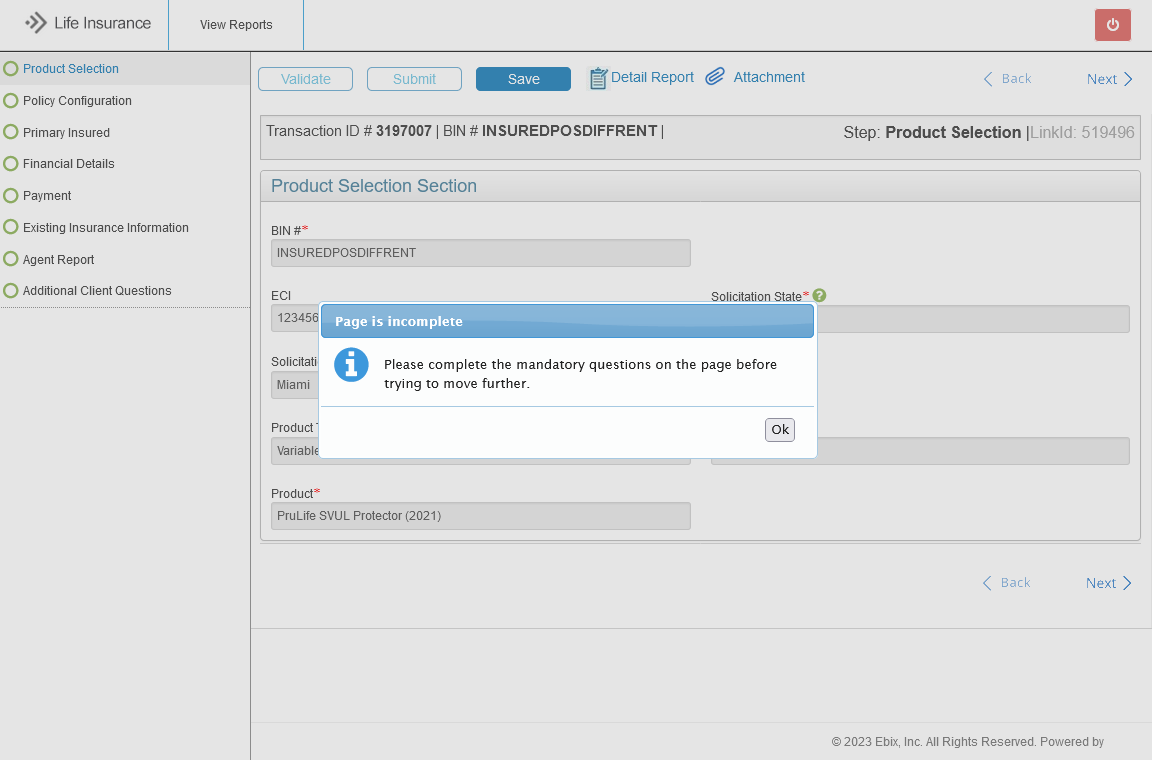 Life Insurance
View Reports
Product Selection
Policy Configuration
Primary Insured
Financial Details
Payment
Existing Insurance Information
Agent Report
Additional Client Questions
Validate
Submit
Save
Detail Report
Attachment
Back
Next
Transaction ID # 3197007 | BIN # INSUREDPOSDIFFRENT |
Step: Product Selection |LinkId: 519496
Product Selection Section
BIN #*
INSUREDPOSDIFFRENT
ECI
123456
Solicitation State* ?
Solicitati
Miami
Product T
Variable
Product*
PruLife SVUL Protector (2021)
Page is incomplete
Please complete the mandatory questions on the page before
trying to move further.
Ok
Back
Next
© 2023 Ebix, Inc. All Rights Reserved. Powered by